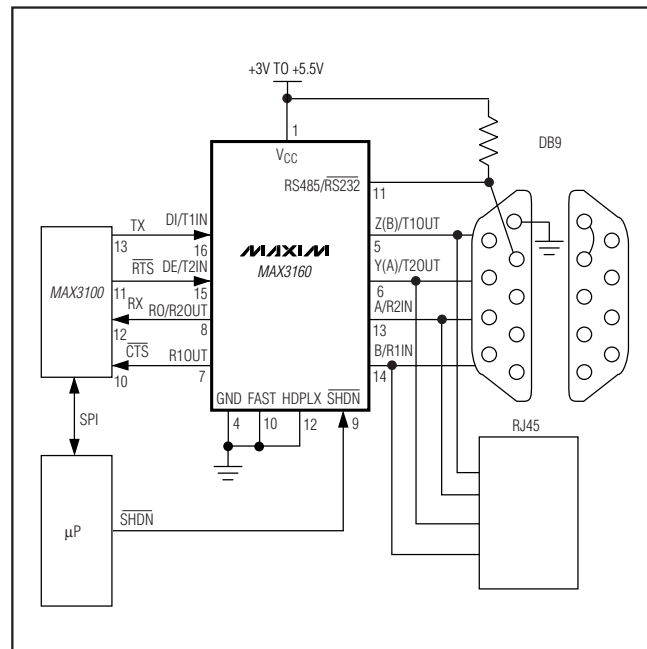 +3V TO +5.5V
1
VCC
DB9
RS485/RS232
11
TX
DI/T1IN
Z(B)/T1OUT
13
16
5
MAXIM
MAX3160
RTS
DE/T2IN
Y(A)/T2OUT
MAX3100
11
15
6
RX
RO/R2OUT
A/R2IN
12
8
13
CTS
R1OUT
B/R1IN
10
7
14
GND FAST HDPLX SHDN
4
10
12
9
SPI
RJ45
µP
SHDN